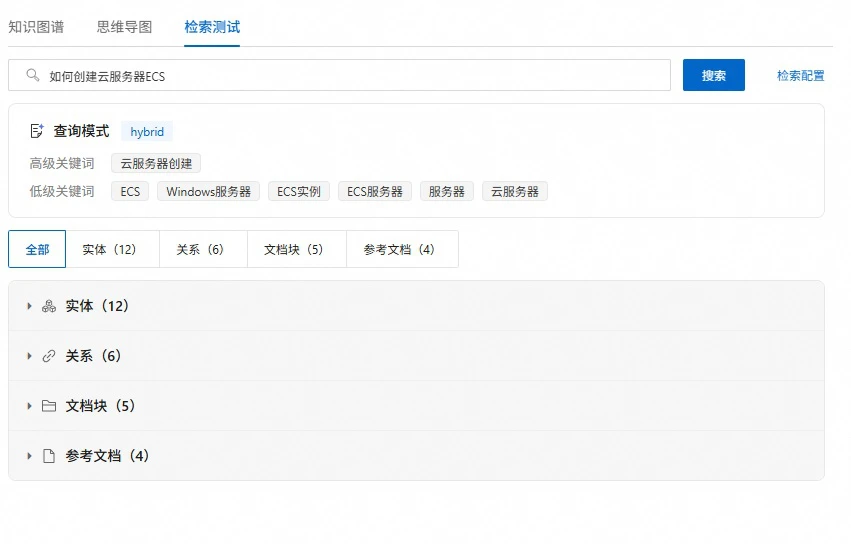 知识图谱 思维导图 检索测试
如何创建云服务器ECS 搜索 检索配置
查询模式 hybrid
高级关键词 云服务器创建
低级关键词 ECS Windows服务器 ECS实例 ECS服务器 服务器 云服务器
全部 实体（12） 关系（6） 文档块（5） 参考文档（4）
实体（12）
关系（6）
文档块（5）
参考文档（4）